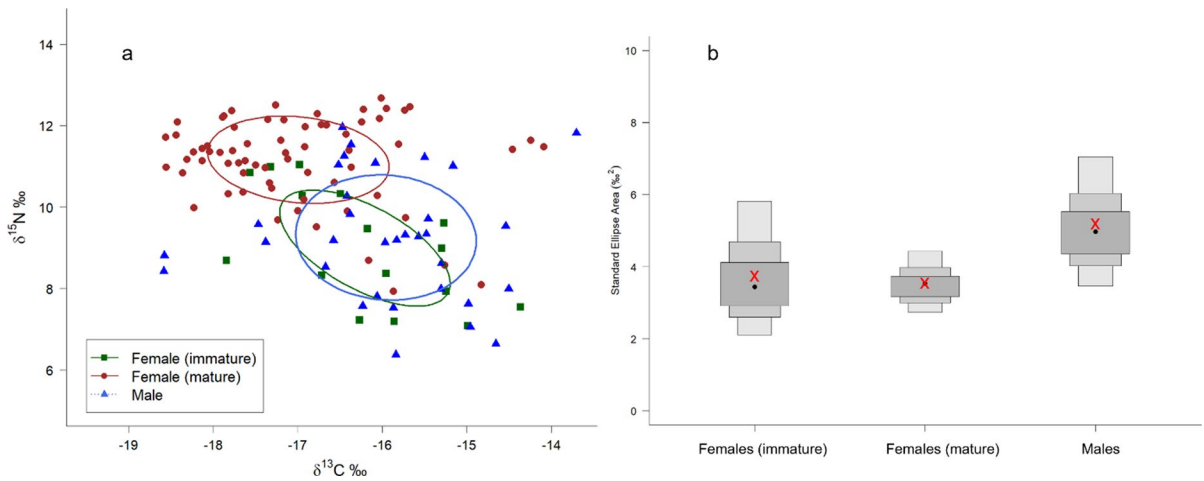 a
14
12
10
8
6
δ15N ‰
Female (immature)
Female (mature)
Male
-19
-18
-17
-16
-15
-14
δ13C ‰
b
10
8
6
4
2
0
Standard Ellipse Area (‰2)
Females (immature)
Females (mature)
Males